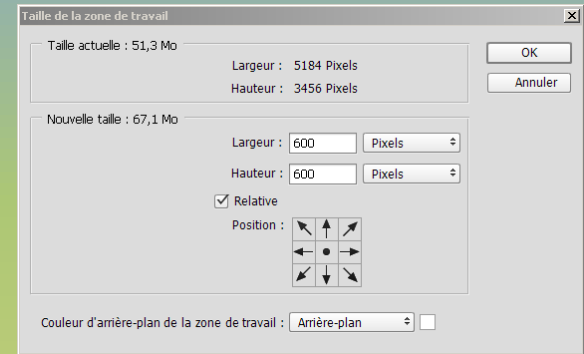 Taille de la zone de travail
Taille actuelle : 51,3 Mo
OK
Largeur : 5184 Pixels
Annuler
Hauteur : 3456 Pixels
Nouvelle taille : 67,1 Mo
Largeur : 600 Pixels
Hauteur : 600 Pixels
Relative
Position :
Couleur d'arrière-plan de la zone de travail : Arrière-plan